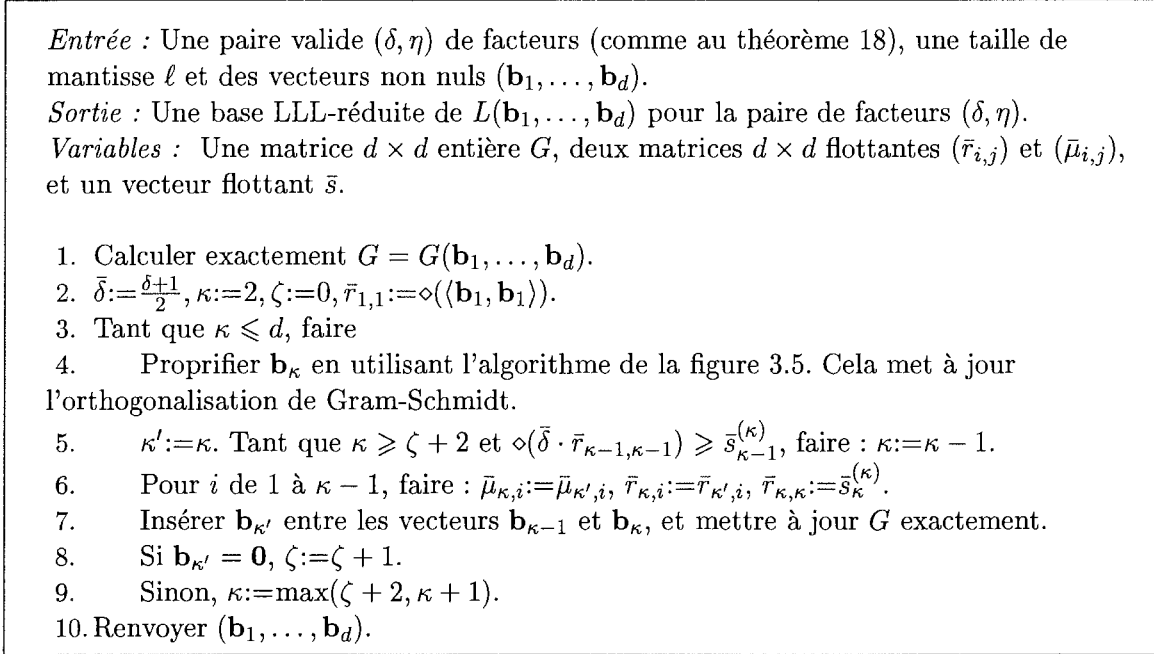 Entrée : Une paire valide (δ, η) de facteurs (comme au théorème 18), une taille de
mantisse ℓ et des vecteurs non nuls (b₁, . . . , b_d).
Sortie : Une base LLL-réduite de L(b₁, . . . , b_d) pour la paire de facteurs (δ, η).
Variables : Une matrice d × d entière G, deux matrices d × d flottantes (r̄_{i,j}) et (μ̄_{i,j}),
et un vecteur flottant s̄.
1. Calculer exactement G = G(b₁, . . . , b_d).
2. δ̄:=\frac{δ+1}{2}, κ:=2, ζ:=0, r̄_{1,1}:=⋄(⟨b₁, b₁⟩).
3. Tant que κ ⩽ d, faire
4. Proprifier b_κ en utilisant l'algorithme de la figure 3.5. Cela met à jour
l'orthogonalisation de Gram-Schmidt.
5. κ′:=κ. Tant que κ ⩾ ζ + 2 et ⋄(δ̄ · r̄_{κ−1,κ−1}) ⩾ s̄^{(κ)}_{κ−1}, faire : κ:=κ − 1.
6. Pour i de 1 à κ − 1, faire : μ̄_{κ,i}:=μ̄_{κ′,i}, r̄_{κ,i}:=r̄_{κ′,i}, r̄_{κ,κ}:=s̄^{(κ)}_κ.
7. Insérer b_{κ′} entre les vecteurs b_{κ−1} et b_κ, et mettre à jour G exactement.
8. Si b_{κ′} = 0, ζ:=ζ + 1.
9. Sinon, κ:=max(ζ + 2, κ + 1).
10. Renvoyer (b₁, . . . , b_d).